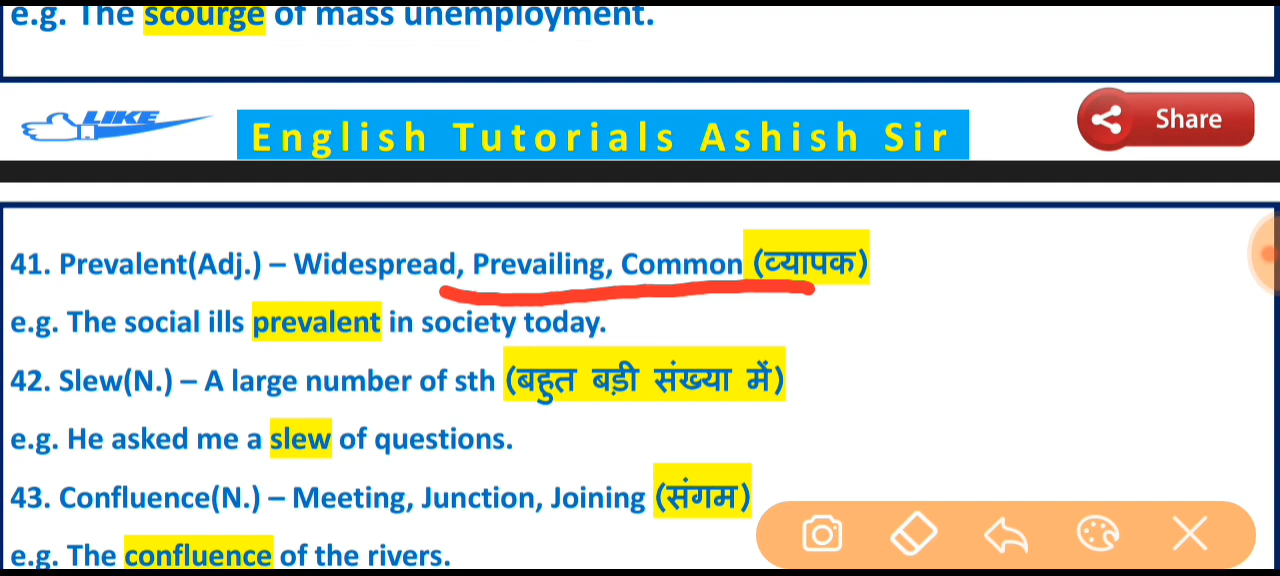 e.g. The scourge of mass unemployment.
LIKE
English Tutorials Ashish Sir
Share
41. Prevalent(Adj.) – Widespread, Prevailing, Common (व्यापक)
e.g. The social ills prevalent in society today.
42. Slew(N.) – A large number of sth (बहुत बड़ी संख्या में)
e.g. He asked me a slew of questions.
43. Confluence(N.) – Meeting, Junction, Joining (संगम)
e.g. The confluence of the rivers.